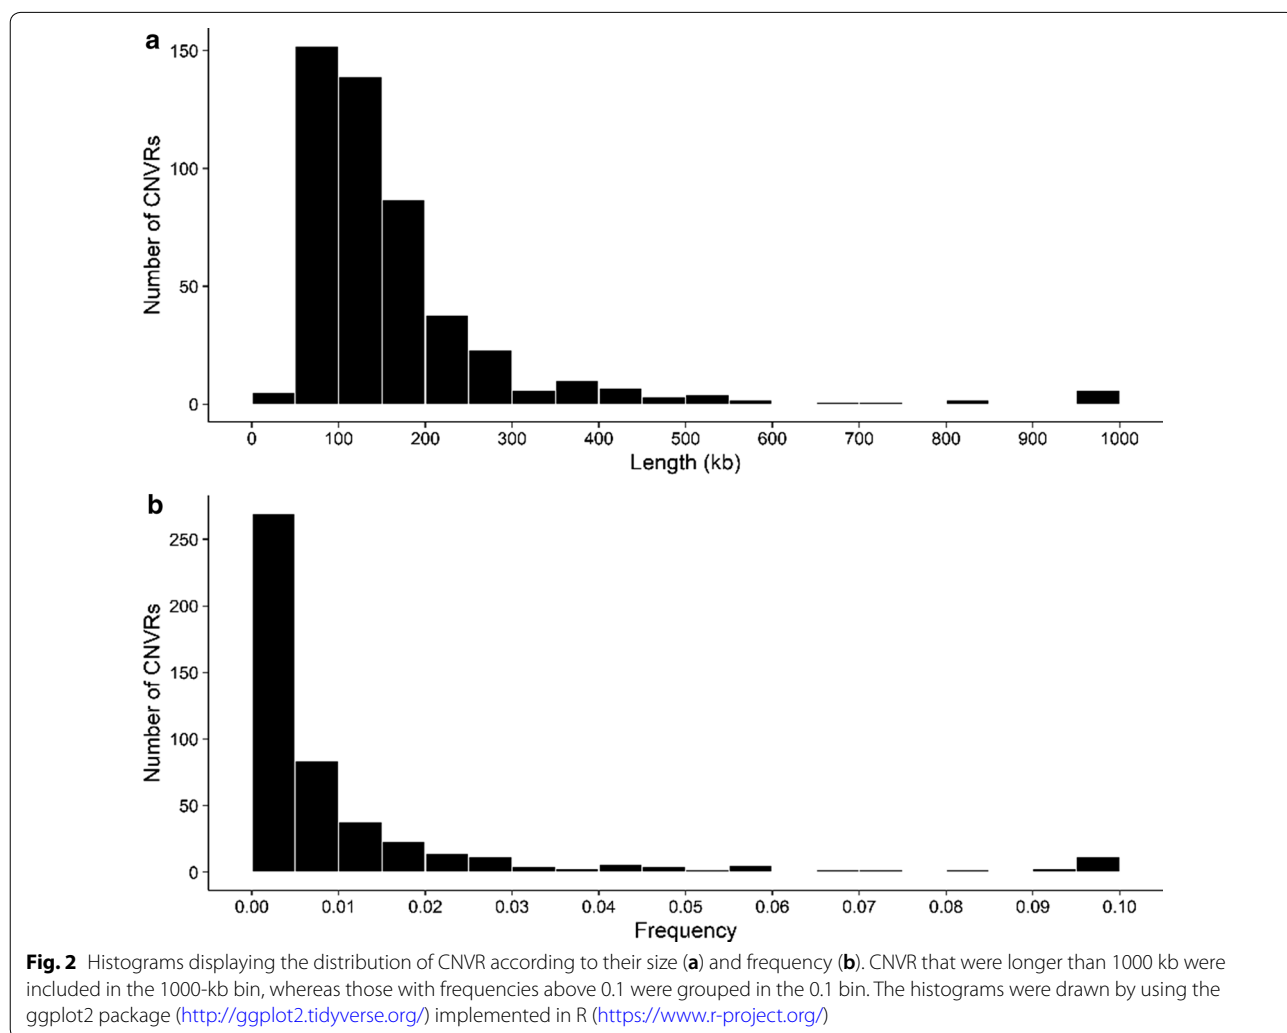 a
150
100
50
0
Number of CNVRs
0 100 200 300 400 500 600 700 800 900 1000
Length (kb)
b
250
200
150
100
50
0
Number of CNVRs
0.00 0.01 0.02 0.03 0.04 0.05 0.06 0.07 0.08 0.09 0.10
Frequency
Fig. 2 Histograms displaying the distribution of CNVR according to their size (a) and frequency (b). CNVR that were longer than 1000 kb were
included in the 1000-kb bin, whereas those with frequencies above 0.1 were grouped in the 0.1 bin. The histograms were drawn by using the
ggplot2 package (http://ggplot2.tidyverse.org/) implemented in R (https://www.r-project.org/)